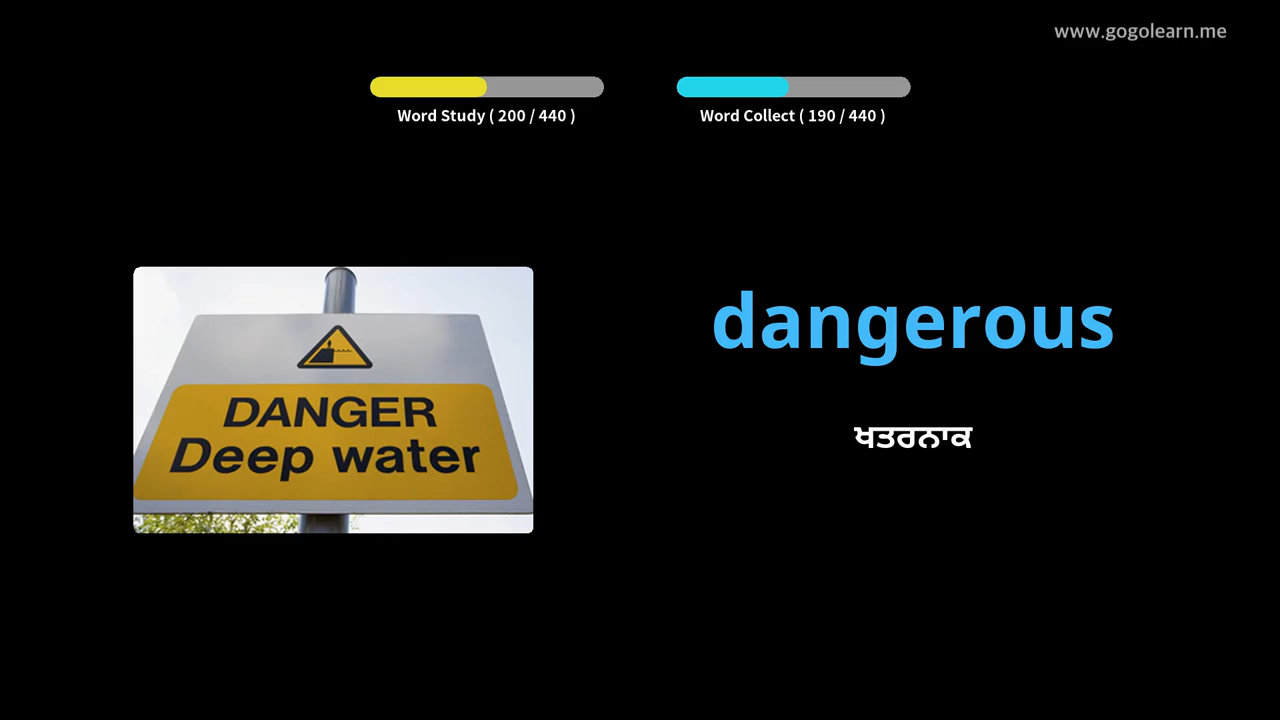 www.gogolearn.me
Word Study ( 200 / 440 )
Word Collect ( 190 / 440 )
DANGER
Deep water
dangerous
ਖਤਰਨਾਕ